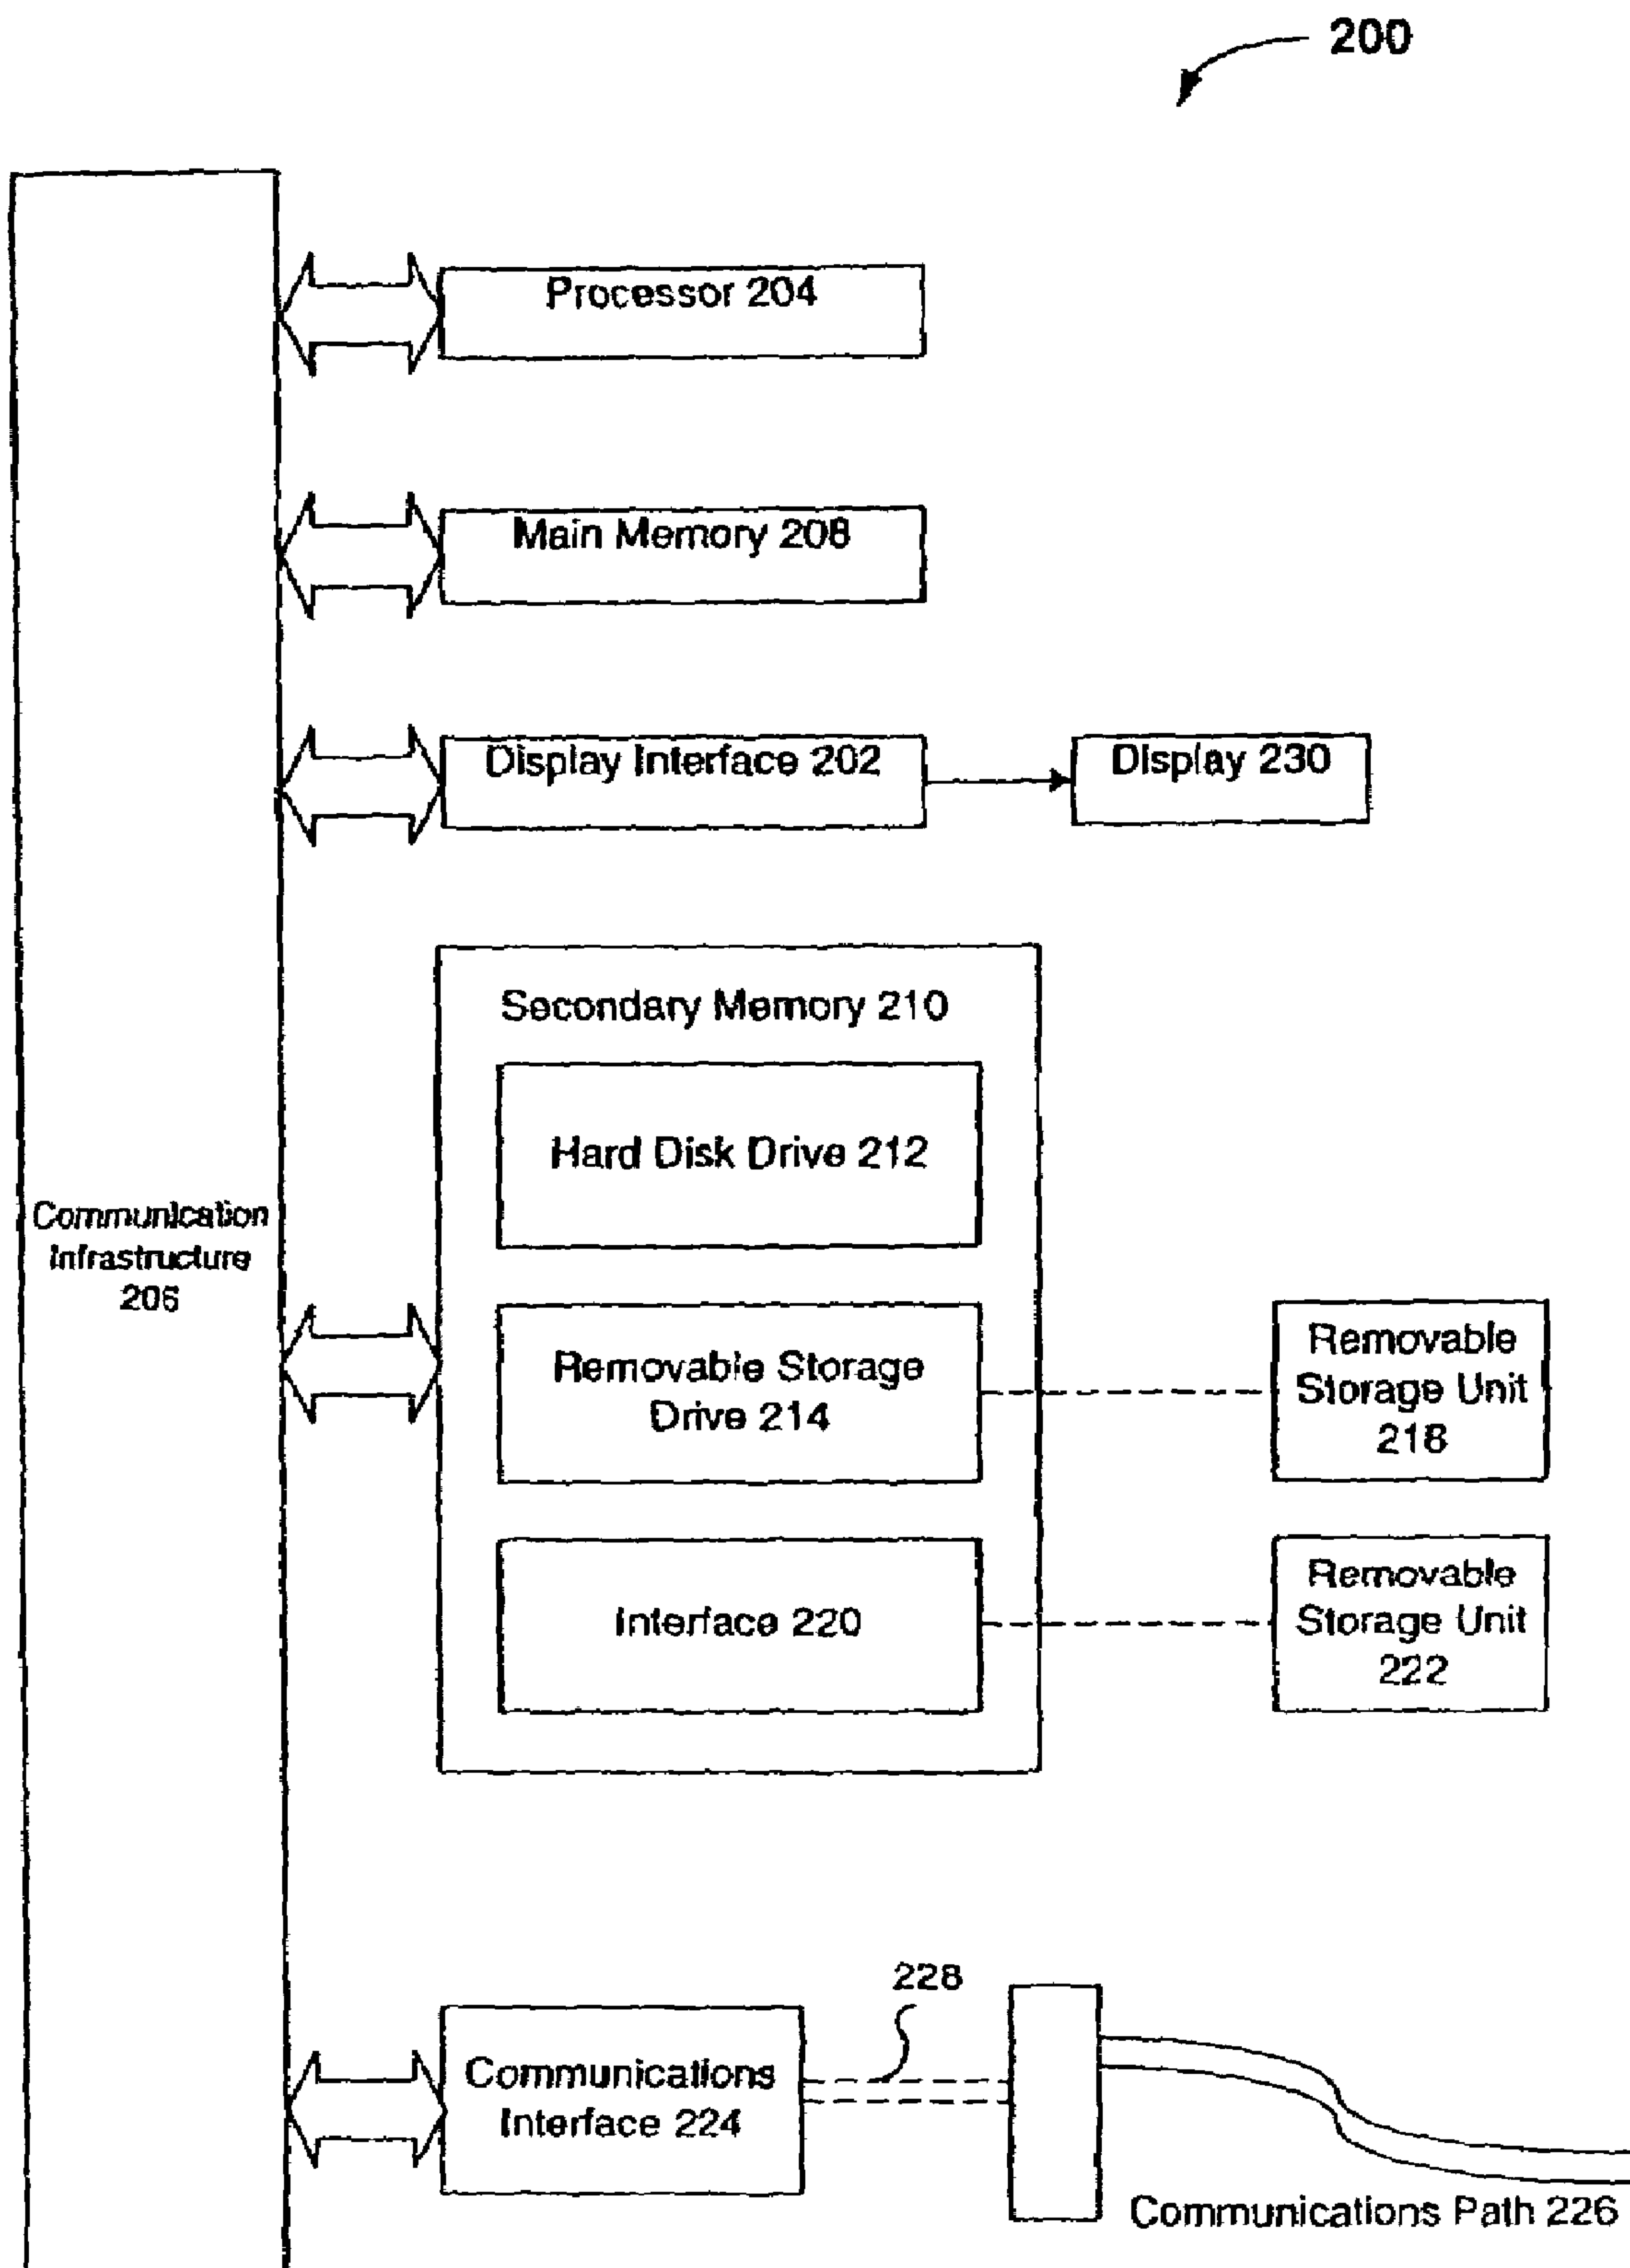 200
Processor 204
Main Memory 208
Display Interface 202
Display 230
Secondary Memory 210
Hard Disk Drive 212
Communication
Infrastructure
206
Removable Storage
Drive 214
Removable
Storage Unit
218
Interface 220
Removable
Storage Unit
222
228
Communications
Interface 224
Communications Path 226